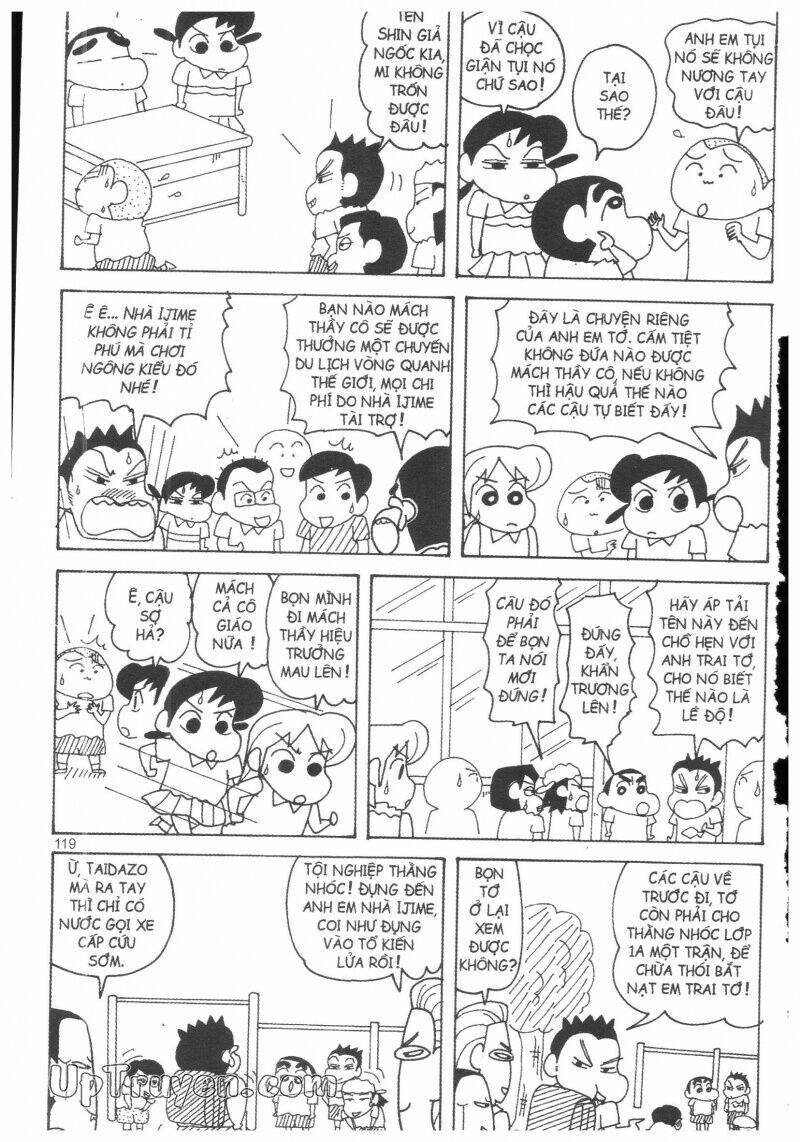 TÊN
SHIN GIẢ
NGỐC KIA,
MI KHÔNG
TRỐN
ĐƯỢC
ĐÂU!
VÌ CẬU
ĐÃ CHỌC
GIẬN TỤI NÓ
CHỨ SAO!
TẠI
SAO
THẾ?
ANH EM TỤI
NÓ SẼ KHÔNG
NƯƠNG TAY
VỚI CẬU
ĐÂU!
Ê Ê... NHÀ IJIME
KHÔNG PHẢI TỈ
PHÚ MÀ CHƠI
NGÔNG KIỂU ĐÓ
NHÉ!
BẠN NÀO MÁCH
THẦY CÔ SẼ ĐƯỢC
THƯỞNG MỘT CHUYẾN
DU LỊCH VÒNG QUANH
THẾ GIỚI, MỌI CHI
PHÍ DO NHÀ IJIME
TÀI TRỢ!
ĐÂY LÀ CHUYỆN RIÊNG
CỦA ANH EM TỚ. CẤM TIỆT
KHÔNG ĐỨA NÀO ĐƯỢC
MÁCH THẦY CÔ, NẾU KHÔNG
THÌ HẬU QUẢ THẾ NÀO
CÁC CẬU TỰ BIẾT ĐẤY!
Ê, CẬU
SỢ
HẢ?
MÁCH
CẢ CÔ
GIÁO
NỮA!
BỌN MÌNH
ĐI MÁCH
THẦY HIỆU
TRƯỞNG
MAU LÊN!
CÂU ĐÓ
PHẢI
ĐỂ BỌN
TA NÓI
MỚI
ĐÚNG!
ĐÚNG
ĐẤY,
KHẨN
TRƯƠNG
LÊN!
HÃY ÁP TẢI
TÊN NÀY ĐẾN
CHỖ HẸN VỚI
ANH TRAI TỚ,
CHO NÓ BIẾT
THẾ NÀO LÀ
LỄ ĐỘ!
119
Ừ, TAIDAZO
MÀ RA TAY
THÌ CHỈ CÓ
NƯỚC GỌI XE
CẤP CỨU
SỚM.
TỘI NGHIỆP THẰNG
NHÓC! ĐỤNG ĐẾN
ANH EM NHÀ IJIME,
COI NHƯ ĐỤNG
VÀO TỔ KIẾN
LỬA RỒI!
BỌN
TỚ
Ở LẠI
XEM
ĐƯỢC
KHÔNG?
CÁC CẬU VỀ
TRƯỚC ĐI, TỚ
CÒN PHẢI CHO
THẰNG NHÓC LỚP
1A MỘT TRẬN, ĐỂ
CHỪA THÓI BẮT
NẠT EM TRAI TỚ!
UpTruyen.com